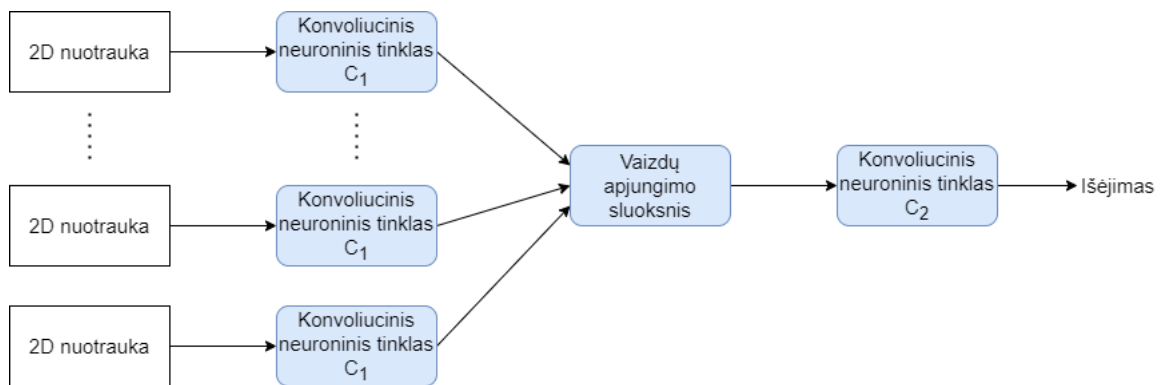 2D nuotrauka
Konvoliucinis
neuroninis tinklas
C1
2D nuotrauka
Konvoliucinis
neuroninis tinklas
C1
2D nuotrauka
Konvoliucinis
neuroninis tinklas
C1
Vaizdų
apjungimo
sluoksnis
Konvoliucinis
neuroninis tinklas
C2
Išėjimas